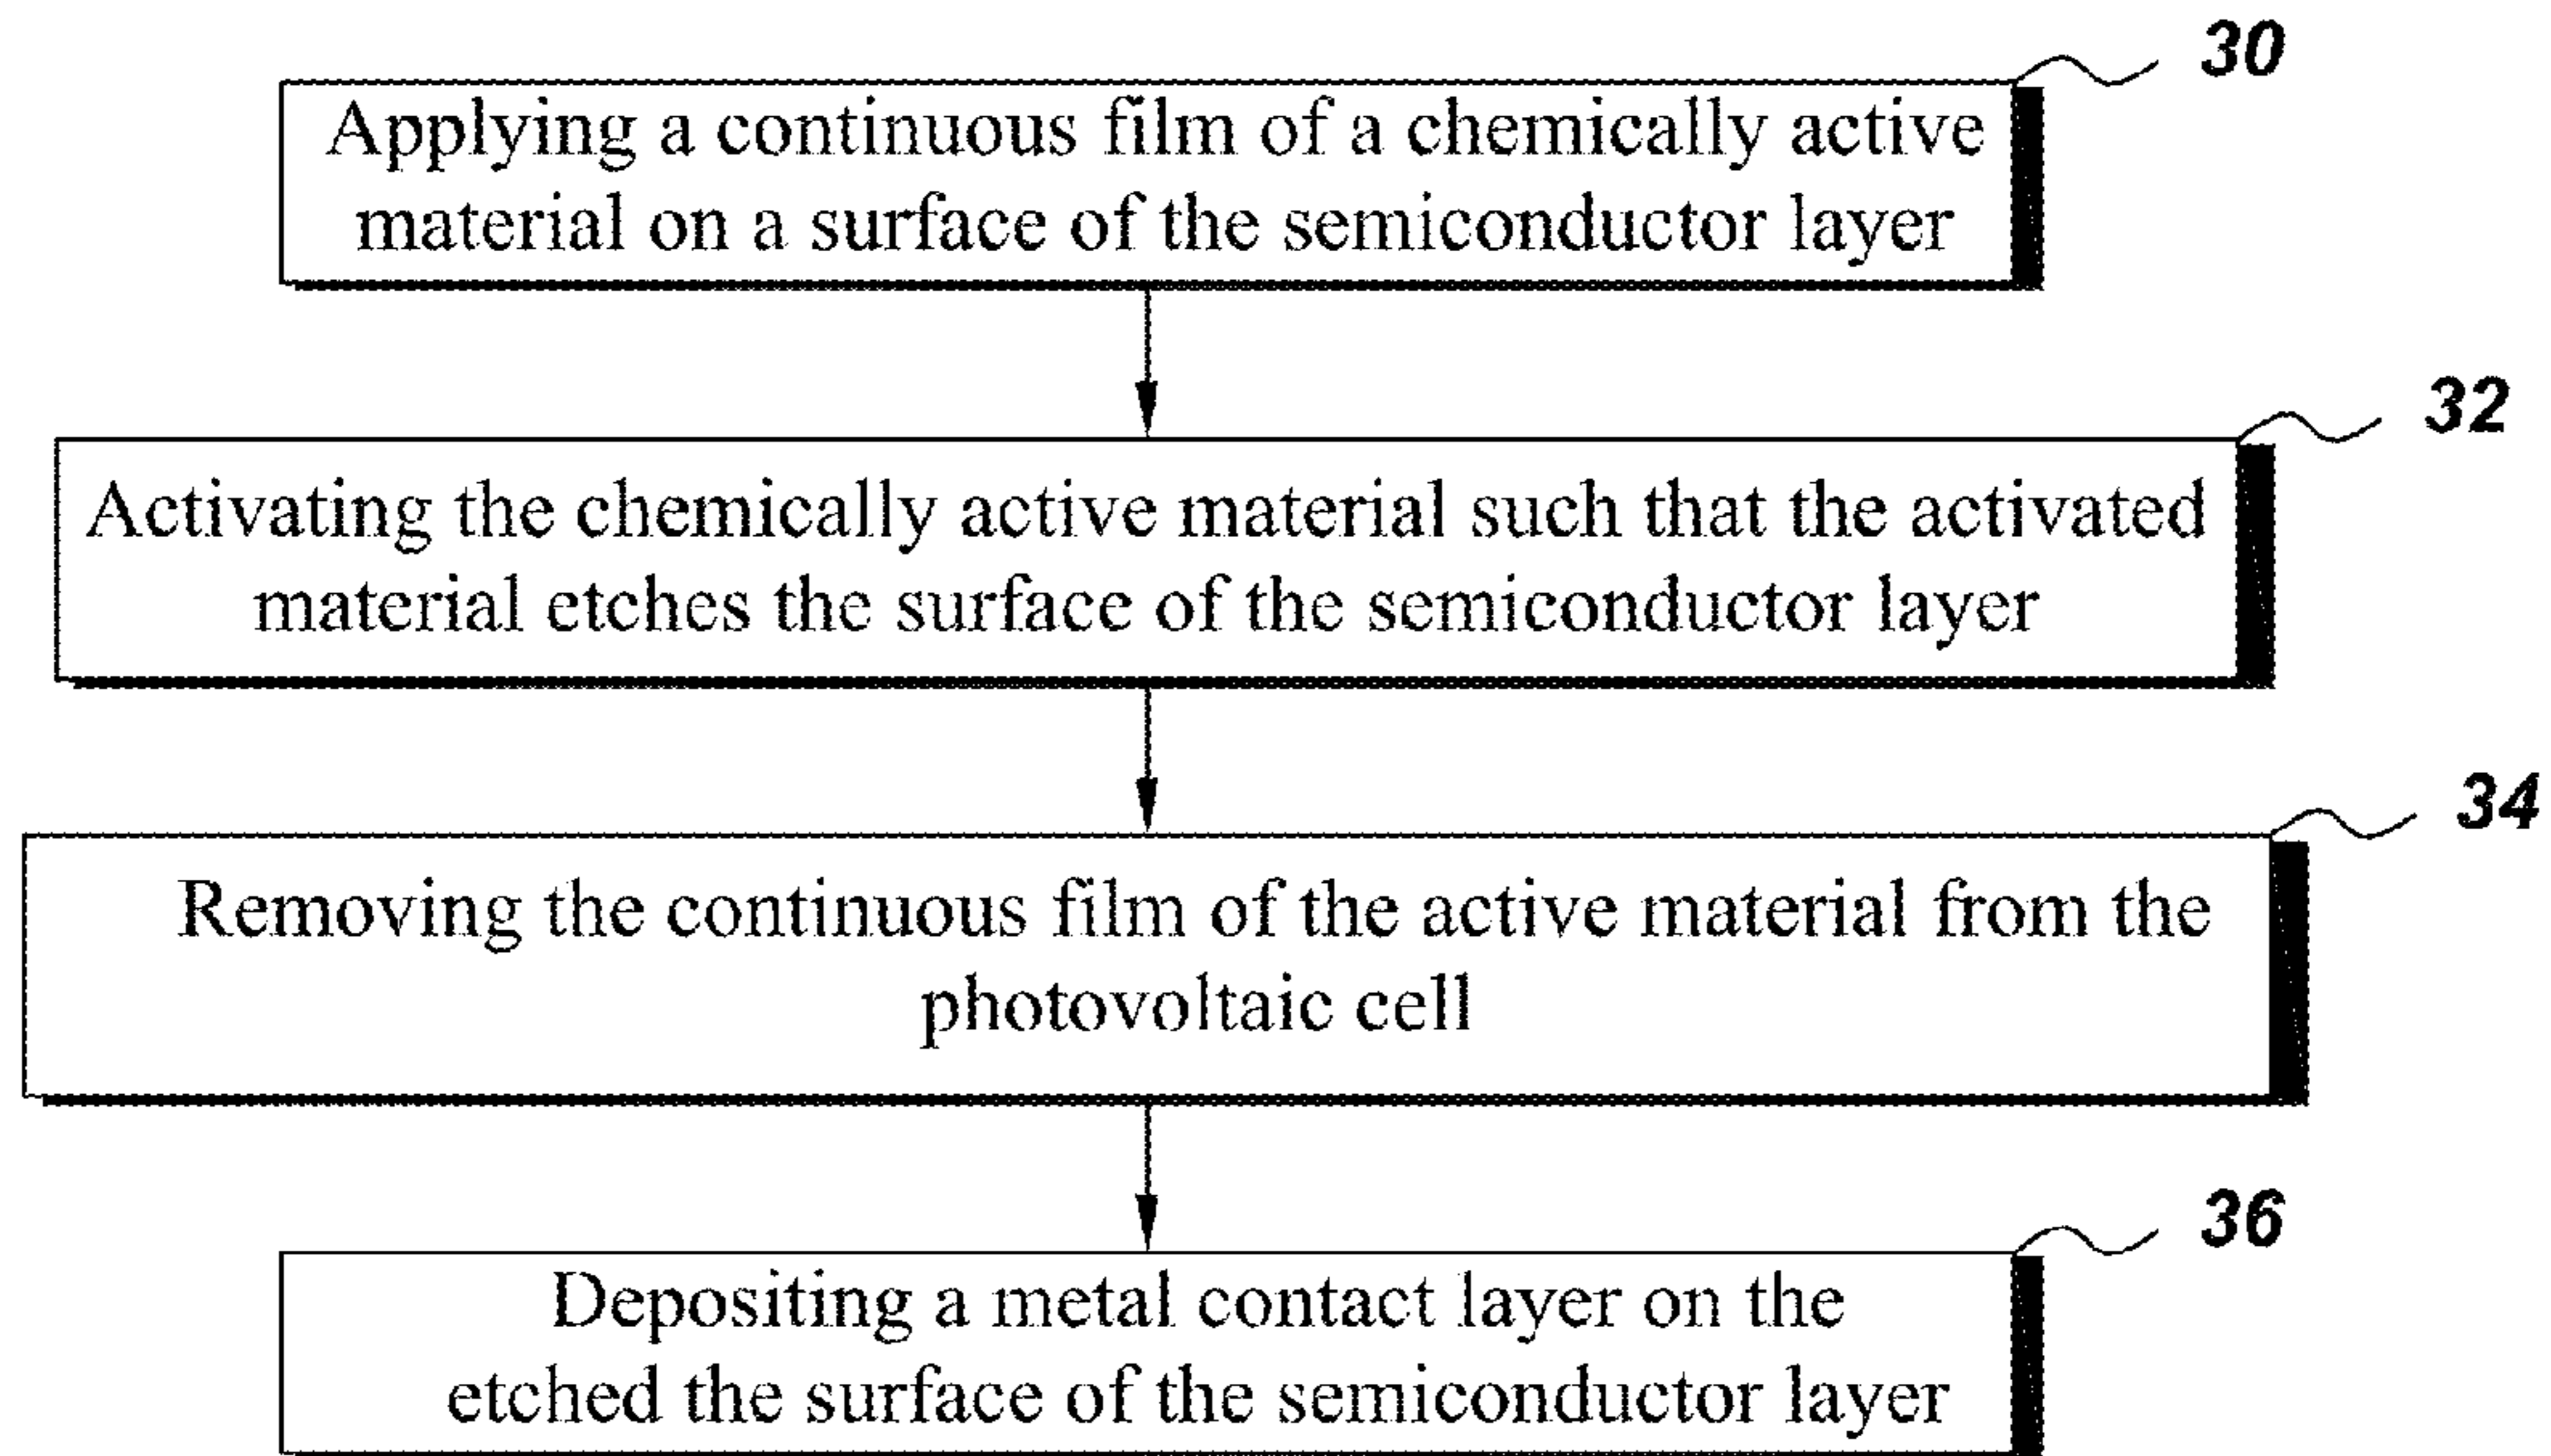 30
Applying a continuous film of a chemically active
material on a surface of the semiconductor layer
32
Activating the chemically active material such that the activated
material etches the surface of the semiconductor layer
34
Removing the continuous film of the active material from the
photovoltaic cell
36
Depositing a metal contact layer on the
etched the surface of the semiconductor layer